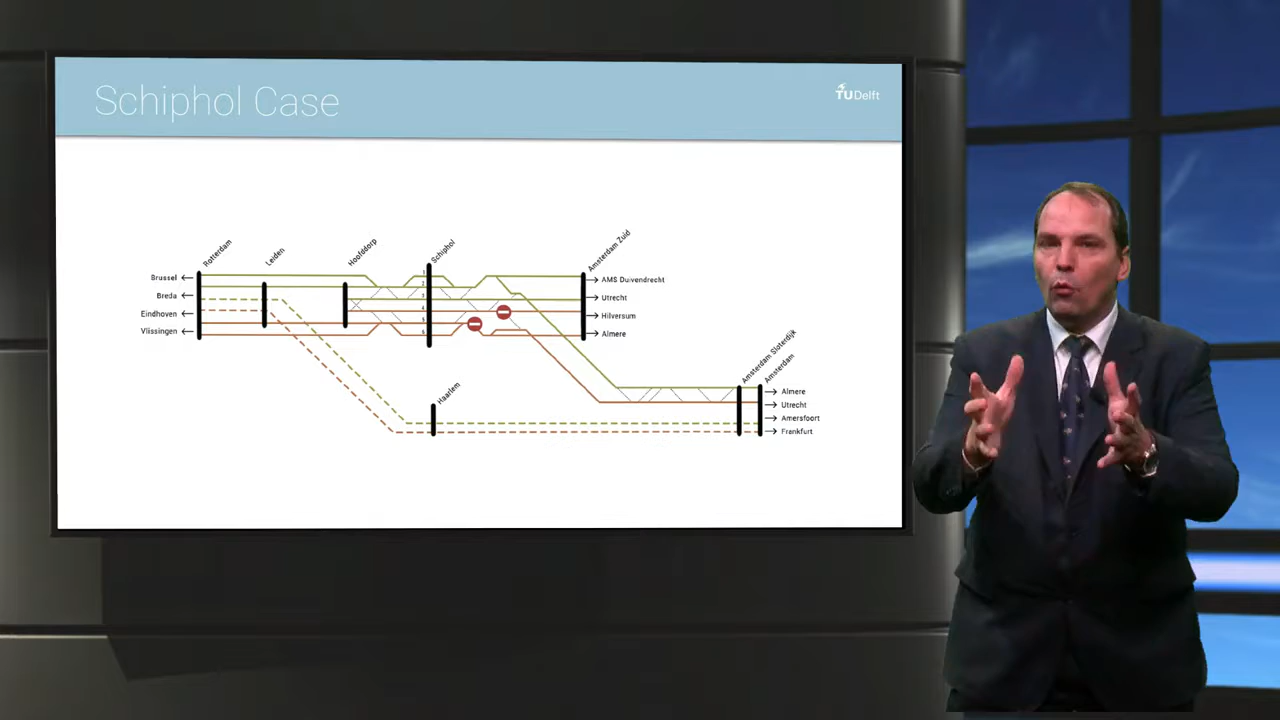 Schiphol Case
TU Delft
Rotterdam
Leiden
Hoofddorp
Schiphol
Amsterdam Zuid
Brussel
Breda
Eindhoven
Vlissingen
AMS Duivendrecht
Utrecht
Hilversum
Almere
Haarlem
Amsterdam Sloterdijk
Amsterdam
Almere
Utrecht
Amersfoort
Frankfurt